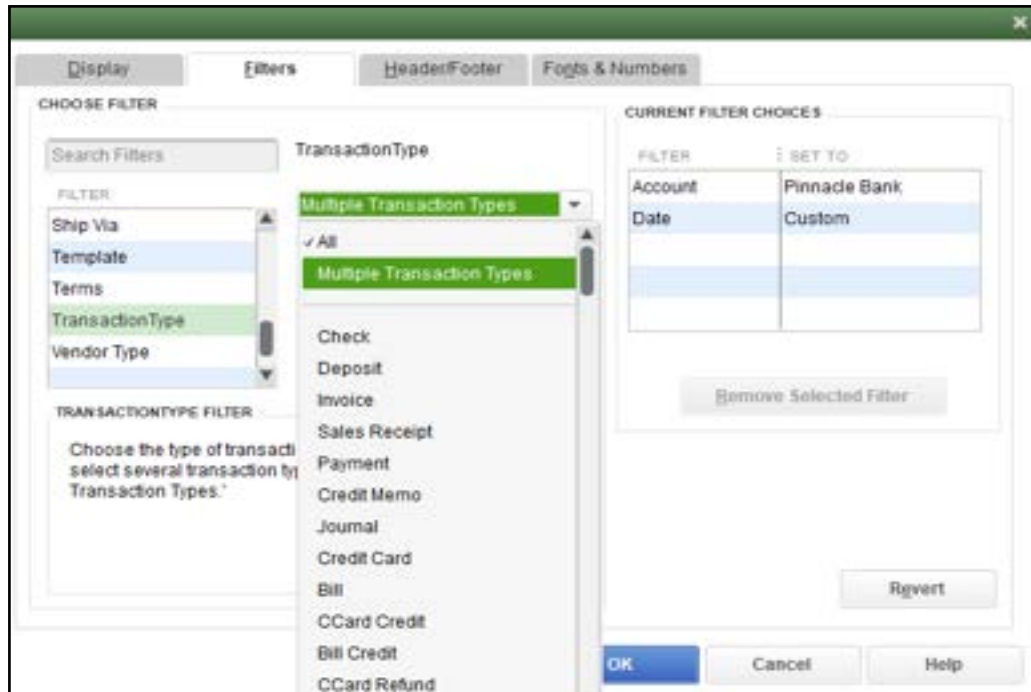 Display Filters Header/Footer Fonts & Numbers
CHOOSE FILTER
Search Filters
FILTER
Ship Via
Template
Terms
TransactionType
Vendor Type
TransactionType
Multiple Transaction Types
✓ All
Multiple Transaction Types
Check
Deposit
Invoice
Sales Receipt
Payment
Credit Memo
Journal
Credit Card
Bill
CCard Credit
Bill Credit
CCard Refund
TRANSACTIONTYPE FILTER
Choose the type of transacti
select several transaction typ
Transaction Types.'
CURRENT FILTER CHOICES
FILTER SET TO
Account Pinnacle Bank
Date Custom
Remove Selected Filter
Revert
OK Cancel Help